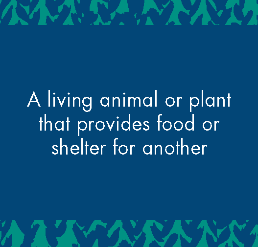 A living animal or plant
that provides food or
shelter for another